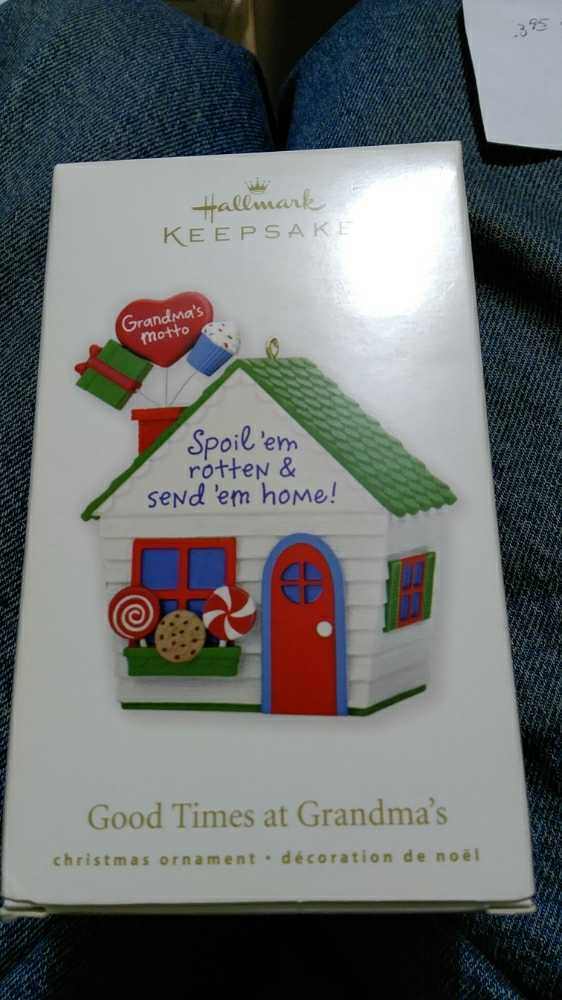 .395
Hallmark
KEEPSAKE
Grandma's
motto
Spoil 'em
rotten &
send 'em home!
Good Times at Grandma's
christmas ornament • décoration de noël